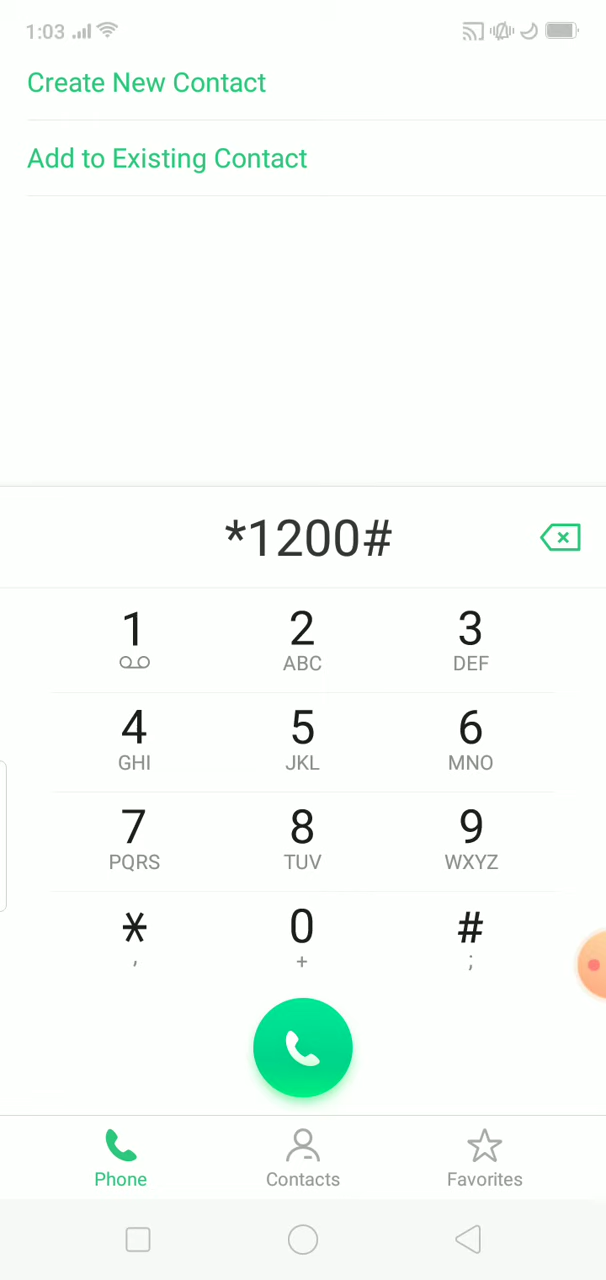 1:03
Create New Contact
Add to Existing Contact
*1200#
1 2 3
ABC DEF
4 5 6
GHI JKL MNO
7 8 9
PQRS TUV WXYZ
* 0 #
, + ;
Phone Contacts Favorites